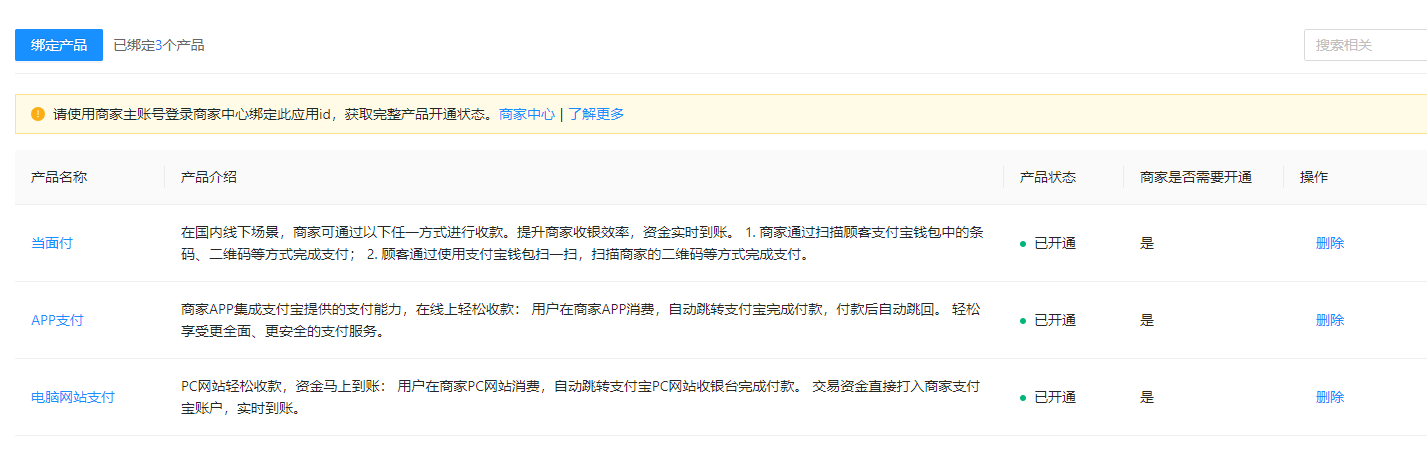 绑定产品 已绑定3个产品 搜索相关
请使用商家主账号登录商家中心绑定此应用id，获取完整产品开通状态。商家中心 | 了解更多
产品名称 产品介绍 产品状态 商家是否需要开通 操作
当面付
在国内线下场景，商家可通过以下任一方式进行收款。提升商家收银效率，资金实时到账。 1. 商家通过扫描顾客支付宝钱包中的条
码、二维码等方式完成支付； 2. 顾客通过使用支付宝钱包扫一扫，扫描商家的二维码等方式完成支付。
已开通 是 删除
APP支付
商家APP集成支付宝提供的支付能力，在线上轻松收款： 用户在商家APP消费，自动跳转支付宝完成付款，付款后自动跳回。 轻松
享受更全面、更安全的支付服务。
已开通 是 删除
电脑网站支付
PC网站轻松收款，资金马上到账： 用户在商家PC网站消费，自动跳转支付宝PC网站收银台完成付款。 交易资金直接打入商家支付
宝账户，实时到账。
已开通 是 删除